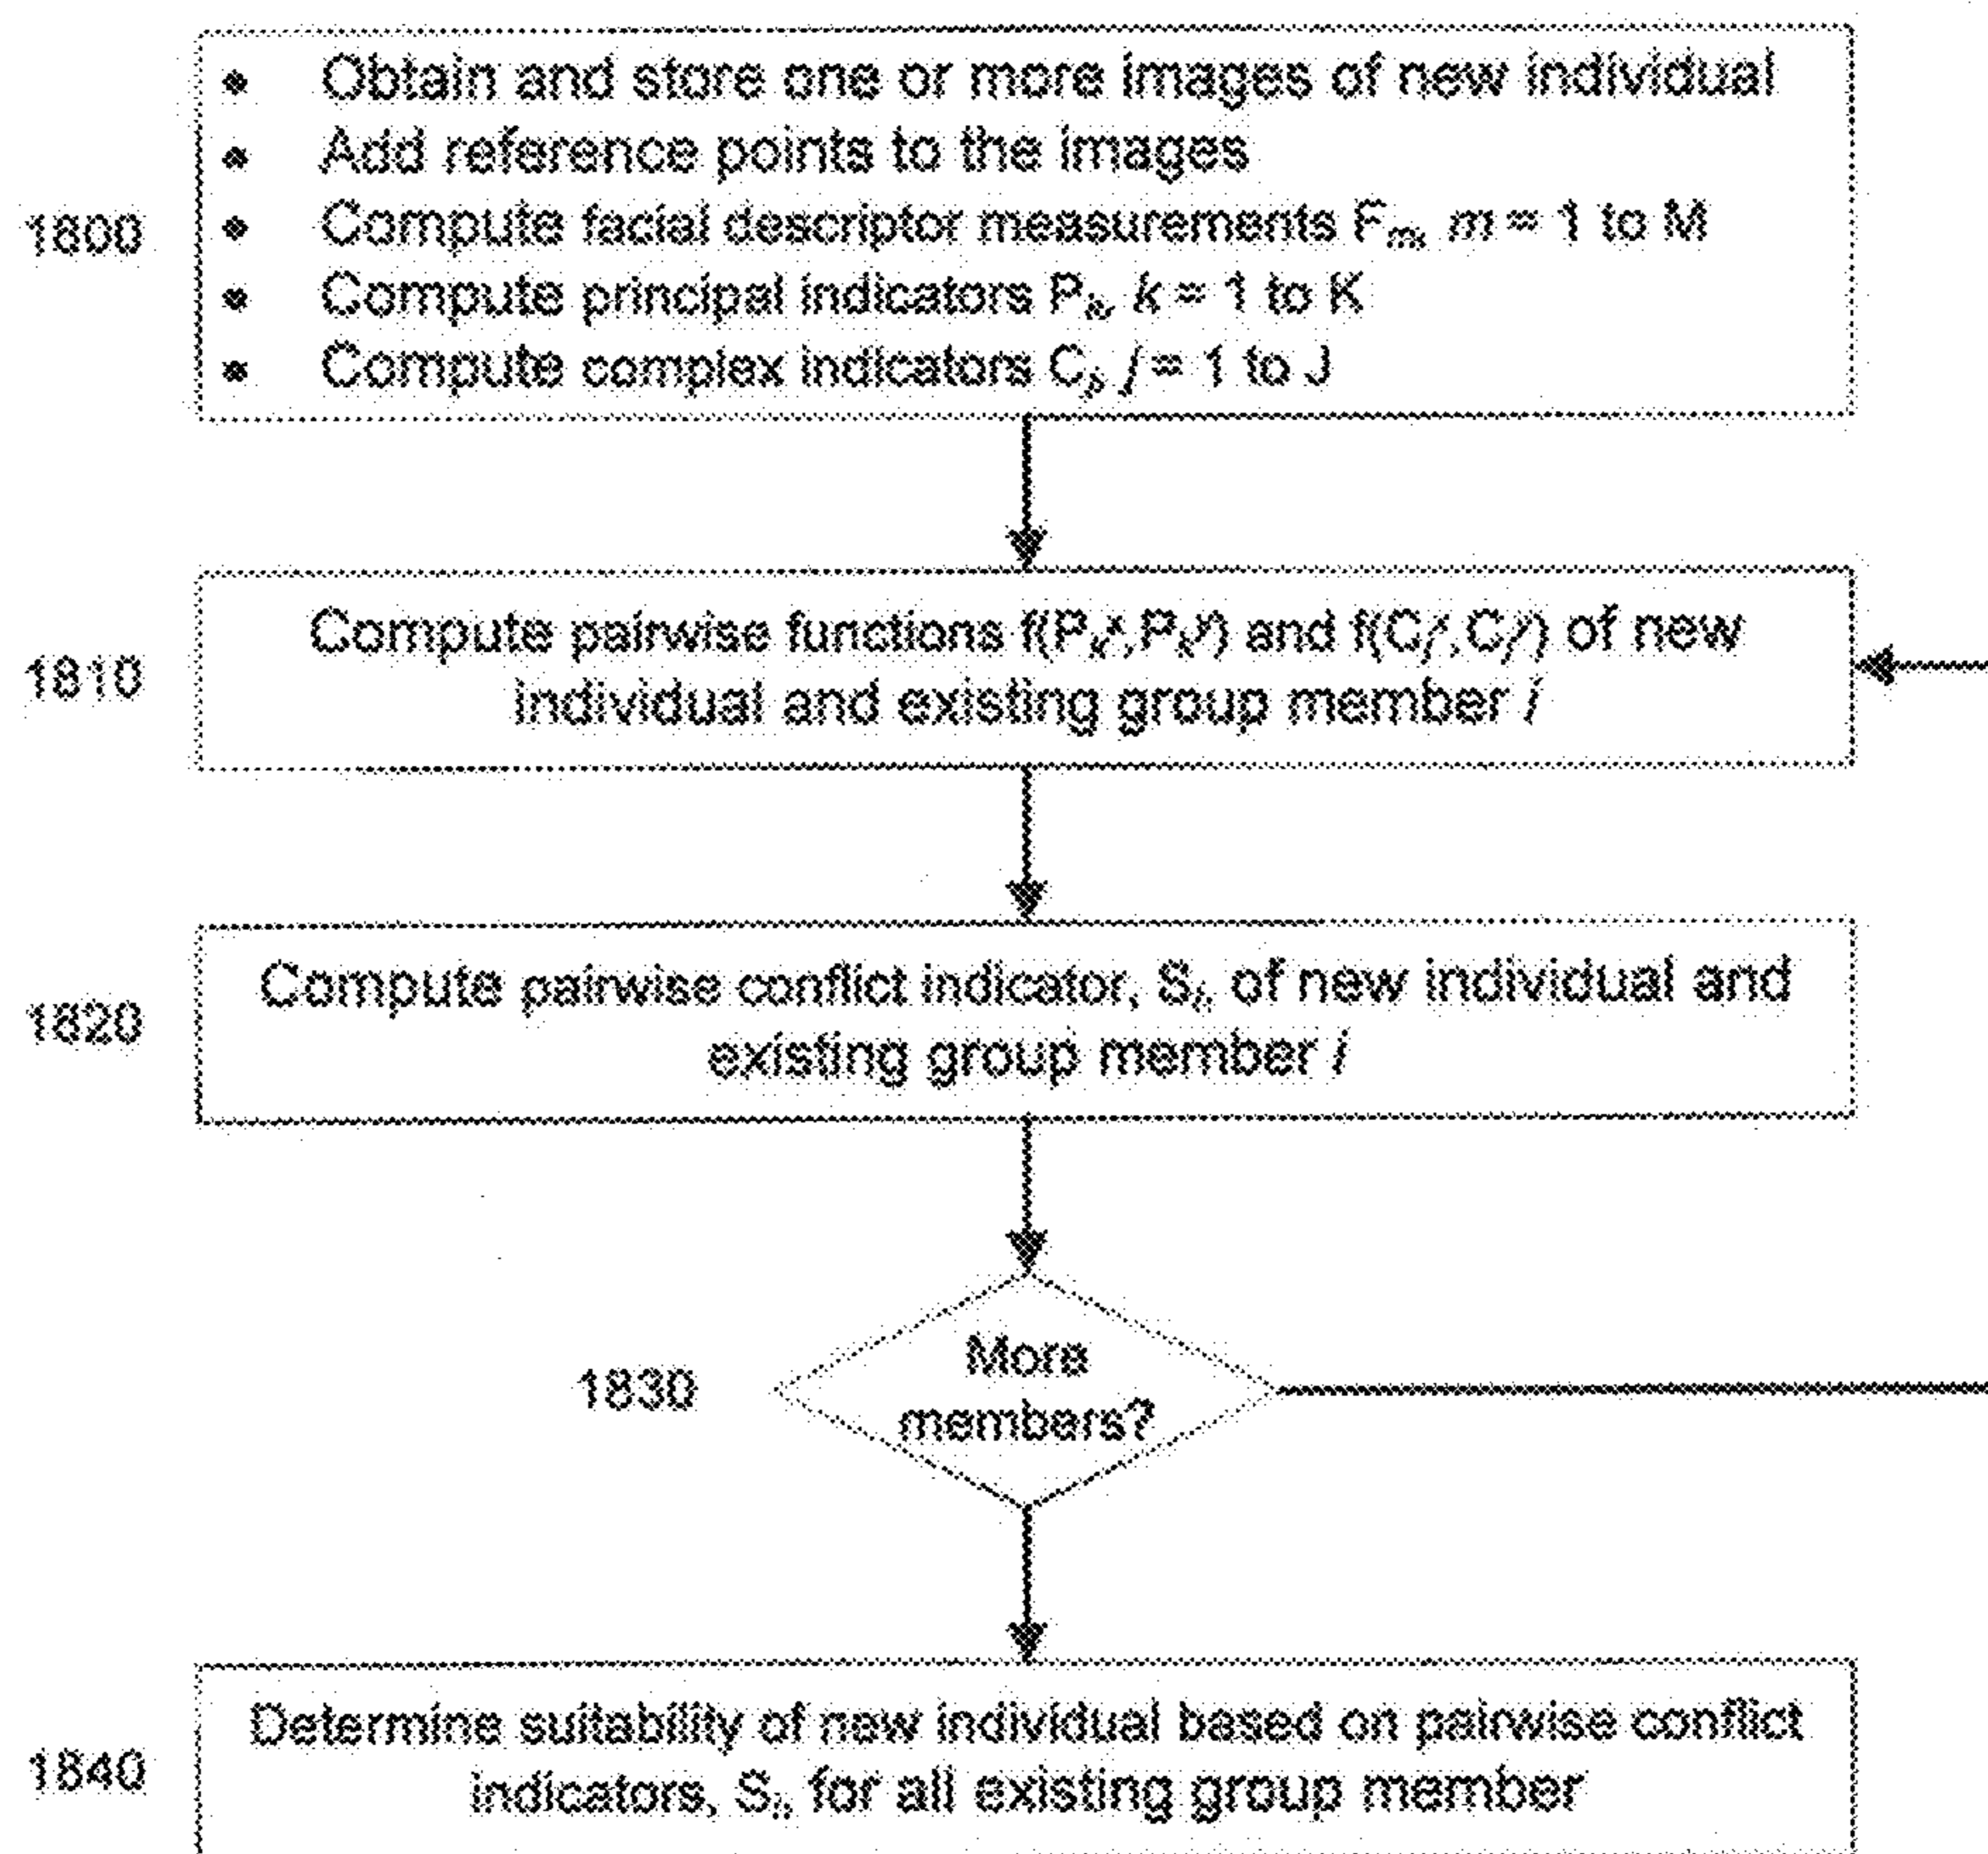 • Obtain and store one or more images of new individual
• Add reference points to the images
1800
• Compute facial descriptor measurements Fm, m = 1 to M
• Compute principal indicators Pk, k = 1 to K
• Compute complex indicators Cj, j = 1 to J
Compute pairwise functions f(Pkx,Pky) and f(Cjx,Cjy) of new
1810
individual and existing group member i
Compute pairwise conflict indicator, Si, of new individual and
1820
existing group member i
More
1830
members?
Determine suitability of new individual based on pairwise conflict
1840
indicators, Si, for all existing group member